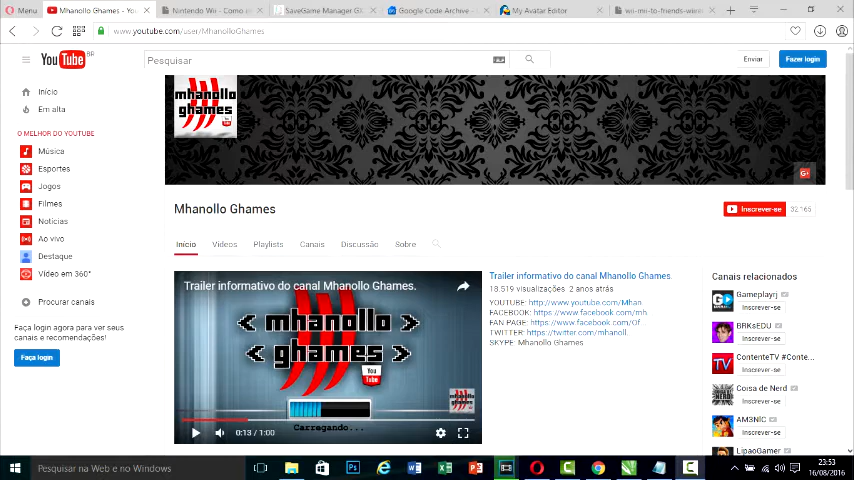 Menu
Mhanollo Ghames - You
Nintendo Wii - Como en
SaveGame Manager GX
Google Code Archive - L
My Avatar Editor
www.youtube.com/user/MhanolloGhames
YouTube BR
Pesquisar
Enviar
Fazer login
Início
Em alta
O MELHOR DO YOUTUBE
Música
Esportes
Jogos
Filmes
Notícias
Ao vivo
Destaque
Vídeo em 360°
Procurar canais
Faça login agora para ver seus
canais e recomendações!
Faça login
mhanollo
ghames
Mhanollo Ghames
Inscrever-se 32.165
Início Vídeos Playlists Canais Discussão Sobre
Trailer informativo do canal Mhanollo Ghames.
< mhanollo >
< ghames >
You
Tube
Carregando...
0:13 / 1:00
Trailer informativo do canal Mhanollo Ghames.
18.519 visualizações 2 anos atrás
YOUTUBE: http://www.youtube.com/Mhan
FACEBOOK: https://www.facebook.com/mh.
FAN PAGE: https://www.facebook.com/Of...
TWITTER: https://twitter.com/mhanoll..
SKYPE: Mhanollo Ghames
Canais relacionados
Gameplayrj
Inscrever-se
BRKsEDU
Inscrever-se
ContenteTV #Conte...
Inscrever-se
Coisa de Nerd
Inscrever-se
AM3NIC
Inscrever-se
LipaoGamer
Pesquisar na Web e no Windows
23:53
16/08/2016